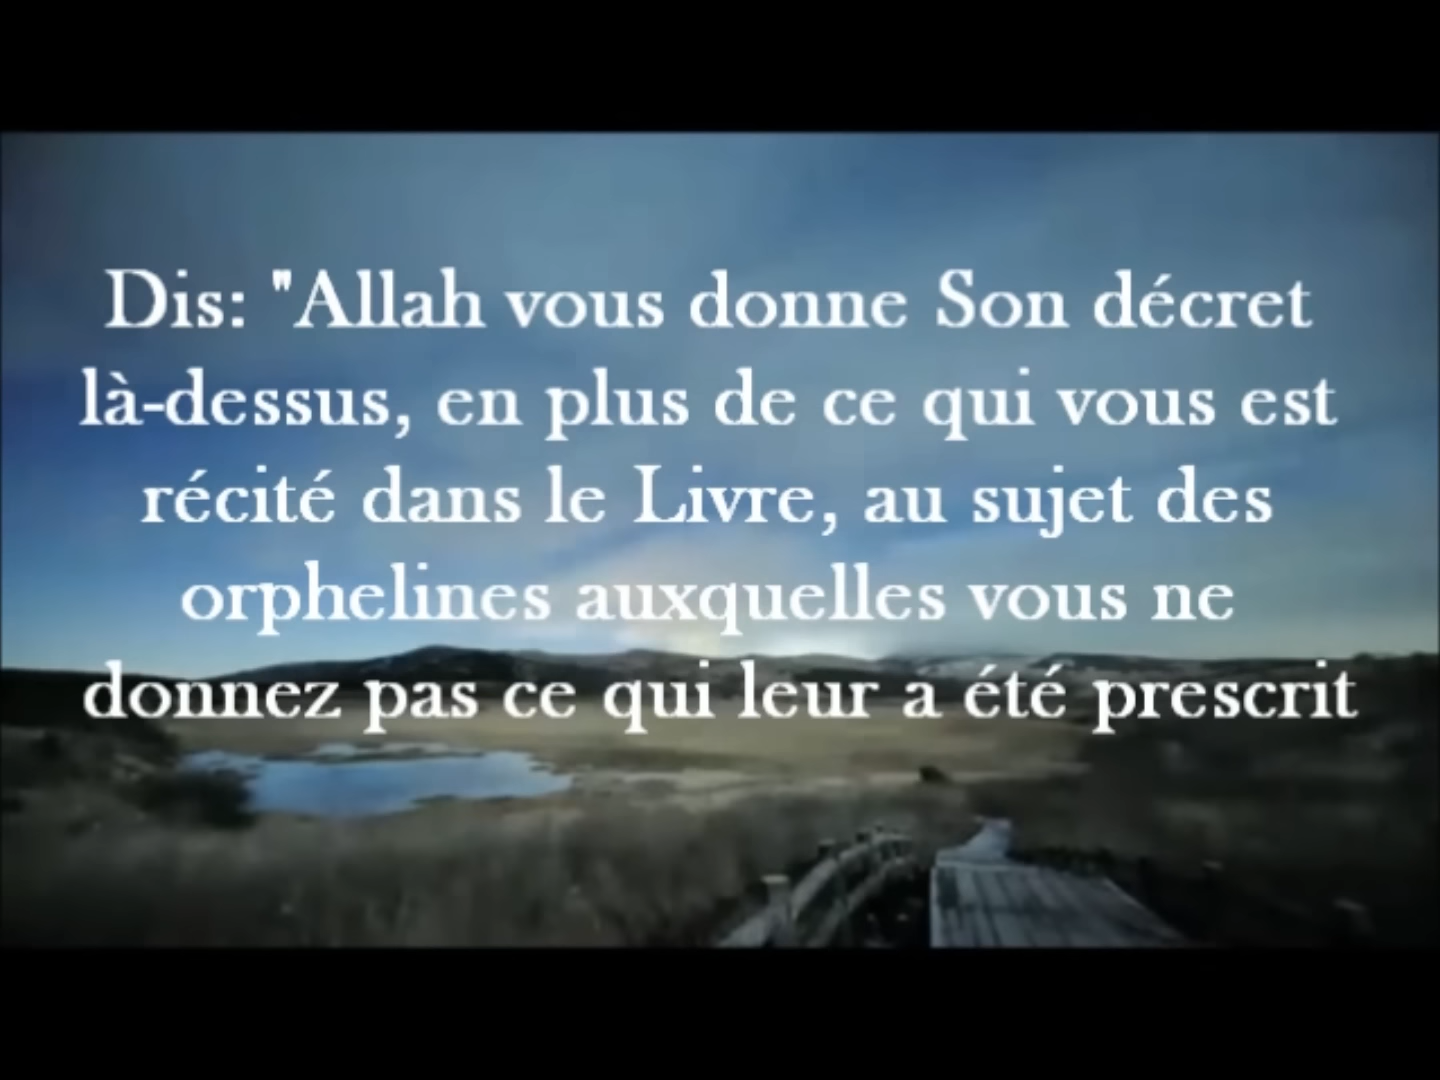 Dis: "Allah vous donne Son décret
là-dessus, en plus de ce qui vous est
récité dans le Livre, au sujet des
orphelines auxquelles vous ne
donnez pas ce qui leur a été prescrit